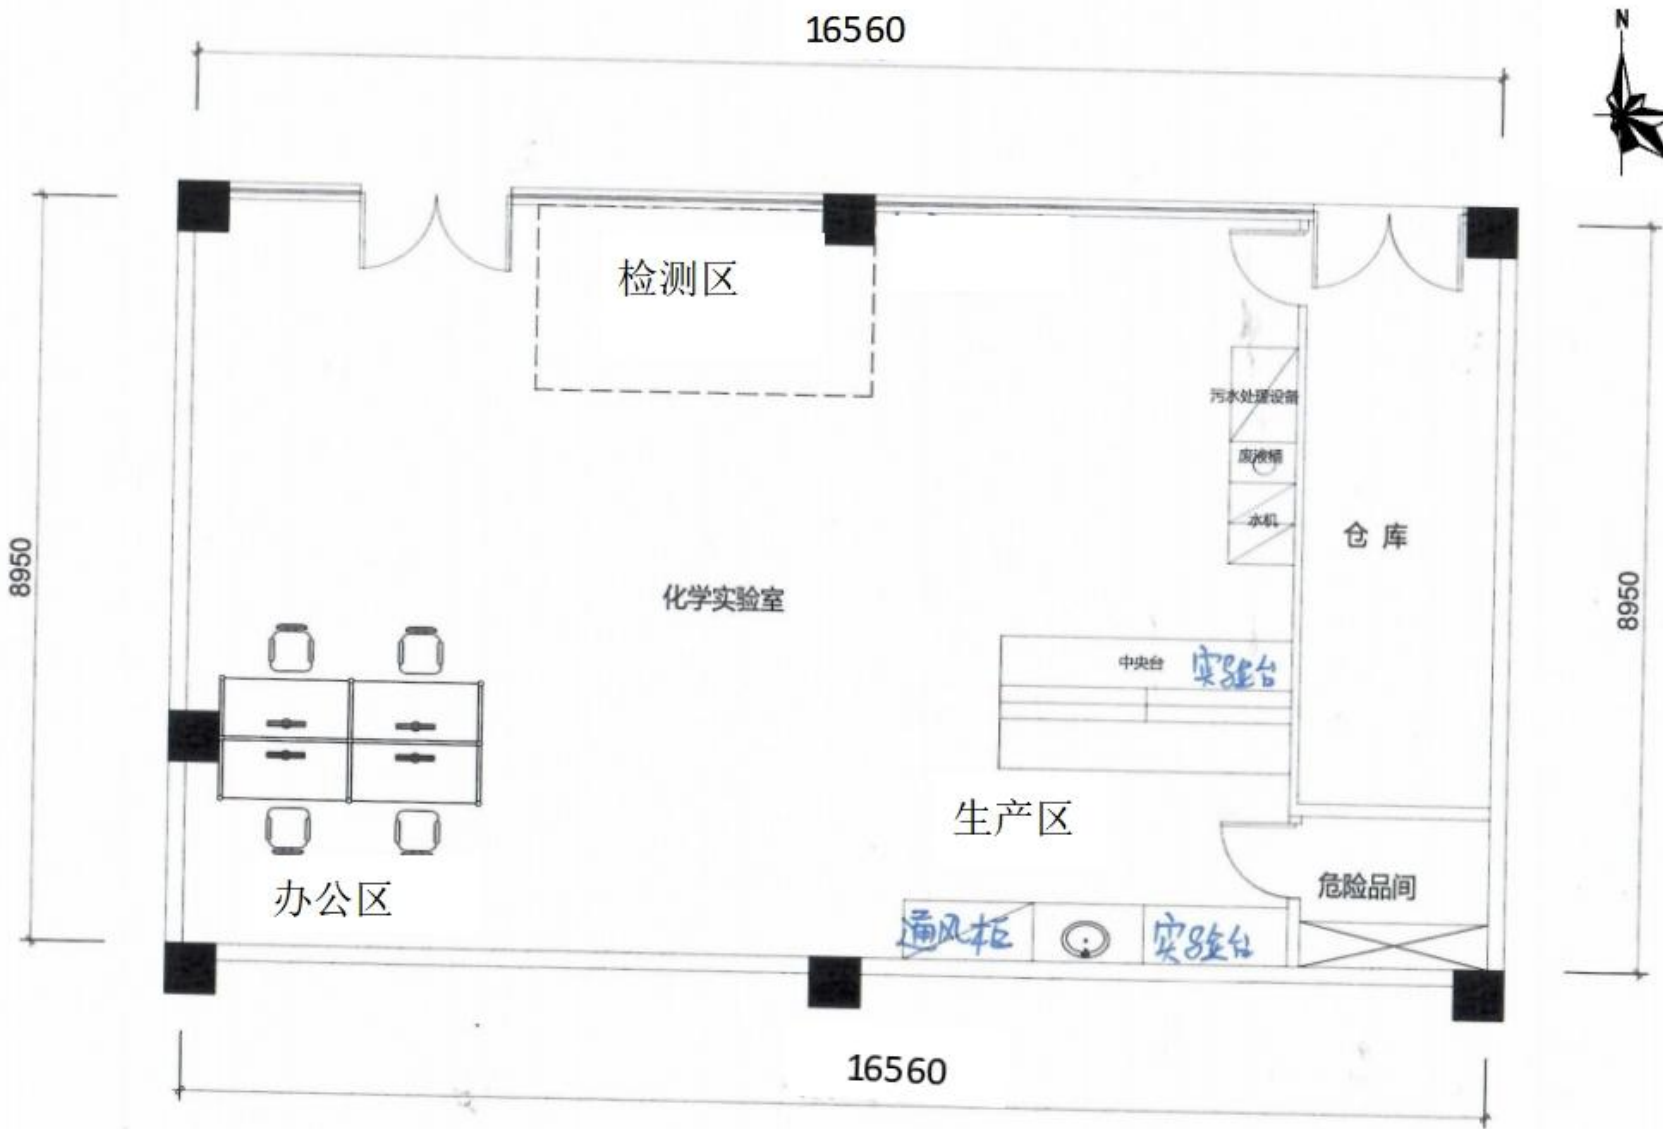 16560
N
检测区
污水处理设备
废液桶
水机
仓 库
8950
8950
化学实验室
中央台 实验台
生产区
危险品间
办公区
通风柜 实验台
16560